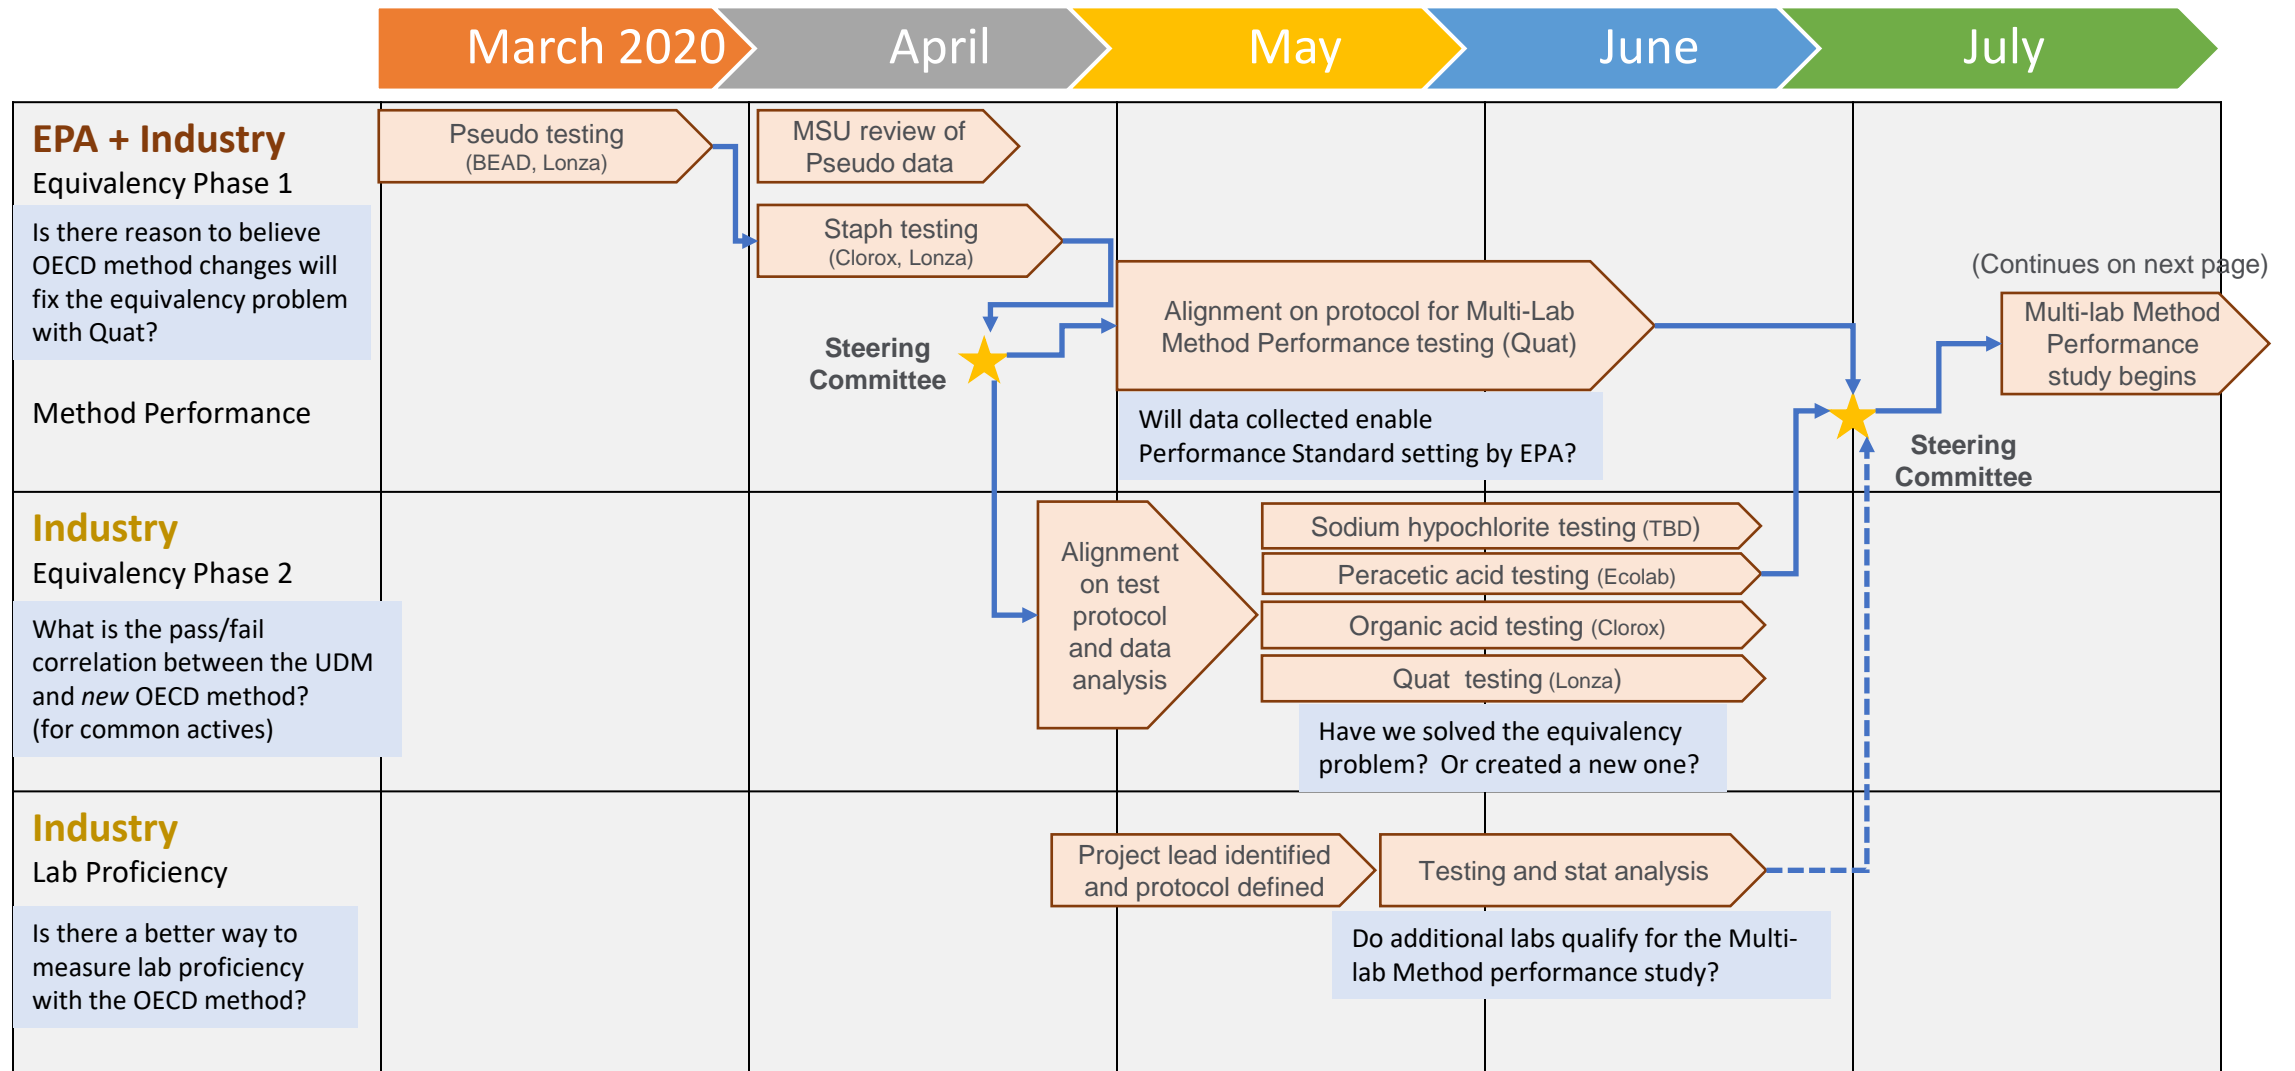 March 2020
April
May
June
July
EPA + Industry
Equivalency Phase 1
Is there reason to believe
OECD method changes will
fix the equivalency problem
with Quat?
Method Performance
Pseudo testing
(BEAD, Lonza)
MSU review of
Pseudo data
Staph testing
(Clorox, Lonza)
Steering
Committee
Alignment on protocol for Multi-Lab
Method Performance testing (Quat)
Will data collected enable
Performance Standard setting by EPA?
(Continues on next page)
Multi-lab Method
Performance
study begins
Steering
Committee
Industry
Equivalency Phase 2
What is the pass/fail
correlation between the UDM
and new OECD method?
(for common actives)
Alignment
on test
protocol
and data
analysis
Sodium hypochlorite testing (TBD)
Peracetic acid testing (Ecolab)
Organic acid testing (Clorox)
Quat  testing (Lonza)
Have we solved the equivalency
problem?  Or created a new one?
Industry
Lab Proficiency
Is there a better way to
measure lab proficiency
with the OECD method?
Project lead identified
and protocol defined
Testing and stat analysis
Do additional labs qualify for the Multi-
lab Method performance study?